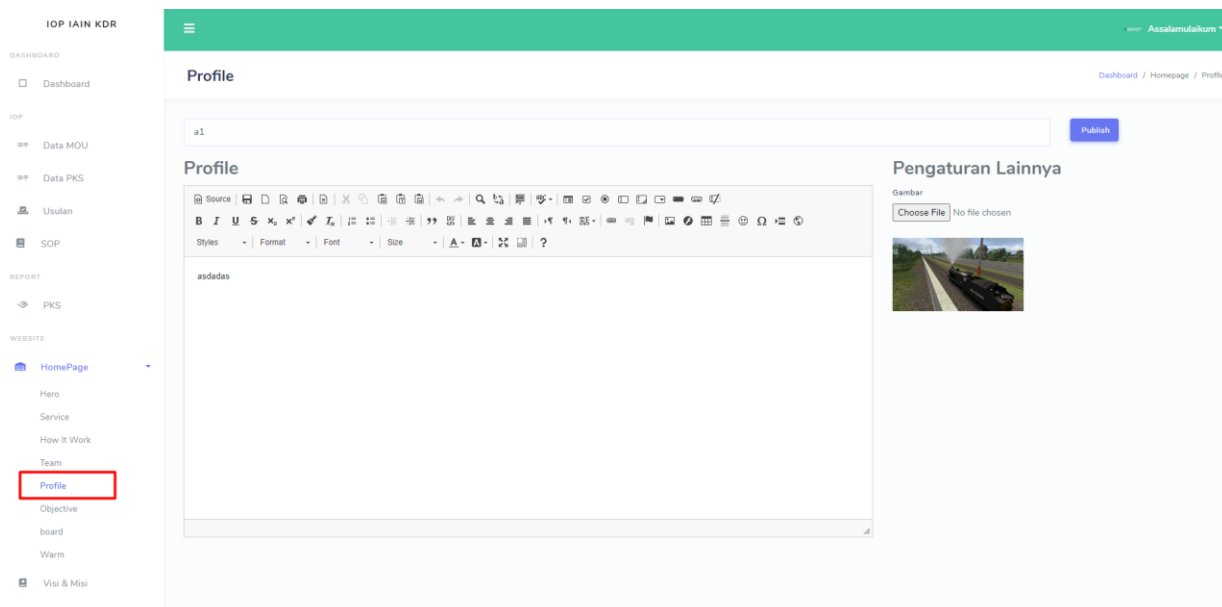 IOP IAIN KDR
Assalamulaikum
DASHBOARD
Dashboard
Profile
Dashboard / Homepage / Profile
IOP
Data MOU
Data PKS
Usulan
SOP
REPORT
PKS
WEBSITE
HomePage
Hero
Service
How It Work
Team
Profile
Objective
board
Warm
Visi & Misi
a1
Publish
Profile
Source
Styles
Format
Font
Size
asdadas
Pengaturan Lainnya
Gambar
Choose File No file chosen